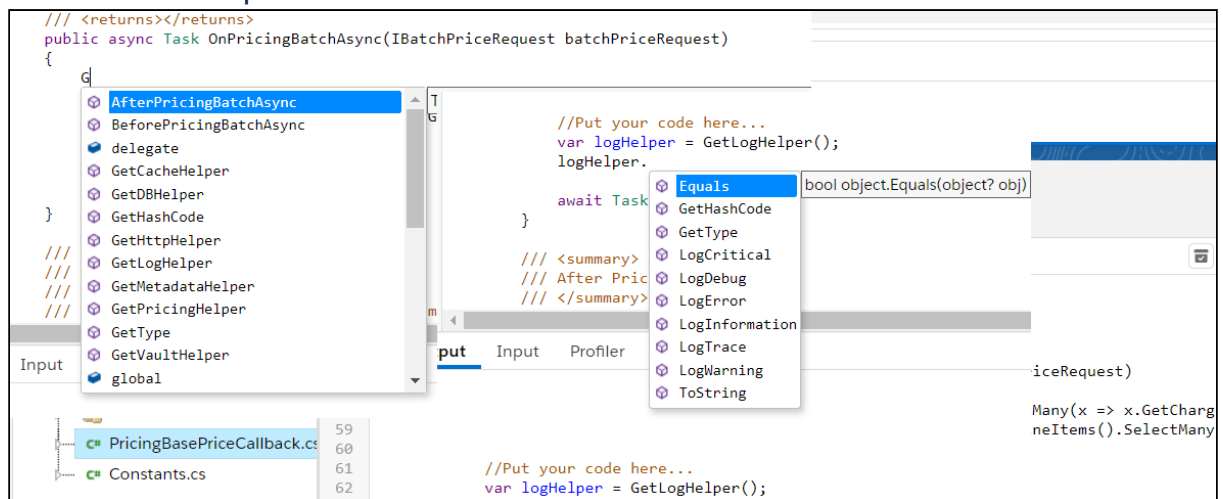 /// <returns></returns>
public async Task OnPricingBatchAsync(IBatchPriceRequest batchPriceRequest)
{
G
AfterPricingBatchAsync
BeforePricingBatchAsync
delegate
GetCacheHelper
GetDBHelper
GetHashCode
GetHttpHelper
GetLogHelper
GetMetadataHelper
GetPricingHelper
GetType
GetVaultHelper
global
}
///
///
///
///
Input
T
G
m
//Put your code here...
var logHelper = GetLogHelper();
logHelper.
await Task
}
/// <summary>
/// After Pric
/// </summary>
Equals
GetHashCode
GetType
LogCritical
LogDebug
LogError
LogInformation
LogTrace
LogWarning
ToString
bool object.Equals(object? obj)
put Input Profiler
iceRequest)
Many(x => x.GetCharg
neItems().SelectMany
C# PricingBasePriceCallback.cs
C# Constants.cs
59
60
61 //Put your code here...
62 var logHelper = GetLogHelper();